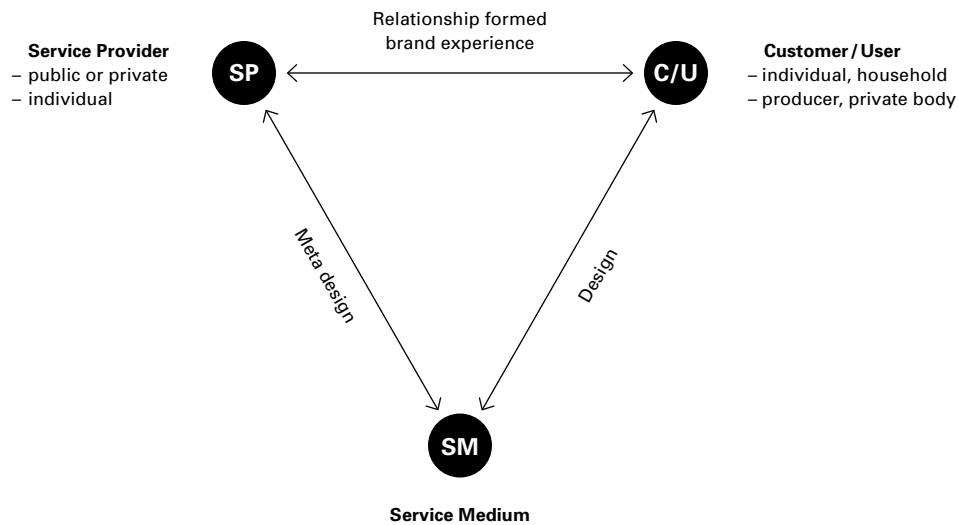 Relationship formed
brand experience
Service Provider
– public or private
– individual
SP
C/U
Customer / User
– individual, household
– producer, private body
Meta design
Design
SM
Service Medium